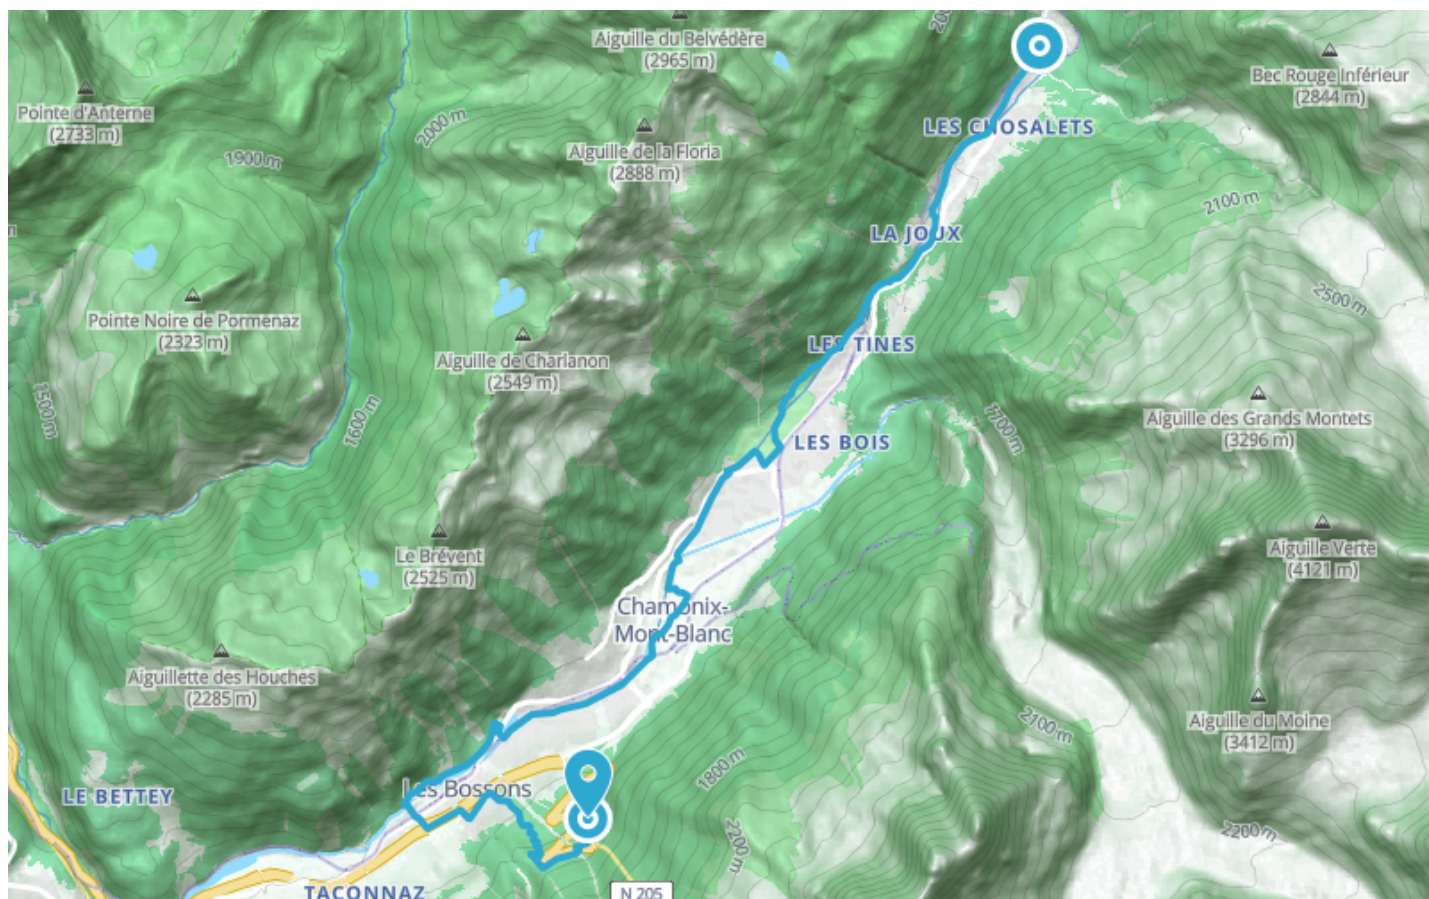 Aiguille du Belvédère
(2965 m)
Bec Rouge Inférieur
(2844 m)
Pointe d'Anterne
(2733 m)
2000 m
LES CHOSALETS
1900 m
Aiguille de la Floria
(2888 m)
2100 m
LA JOUX
2500 m
Pointe Noire de Pormenaz
(2323 m)
LES TINES
Aiguille de Charlanon
(2549 m)
1500 m
1600 m
Aiguille des Grands Montets
(3296 m)
1700 m
LES BOIS
Le Brévent
(2525 m)
Aiguille Verte
(4121 m)
Chamonix-
Mont-Blanc
Aiguillette des Houches
(2285 m)
2100 m
Aiguille du Moine
(3412 m)
1800 m
Les Bossons
LE BETTEY
2200 m
2200 m
TACONNAZ
N 205